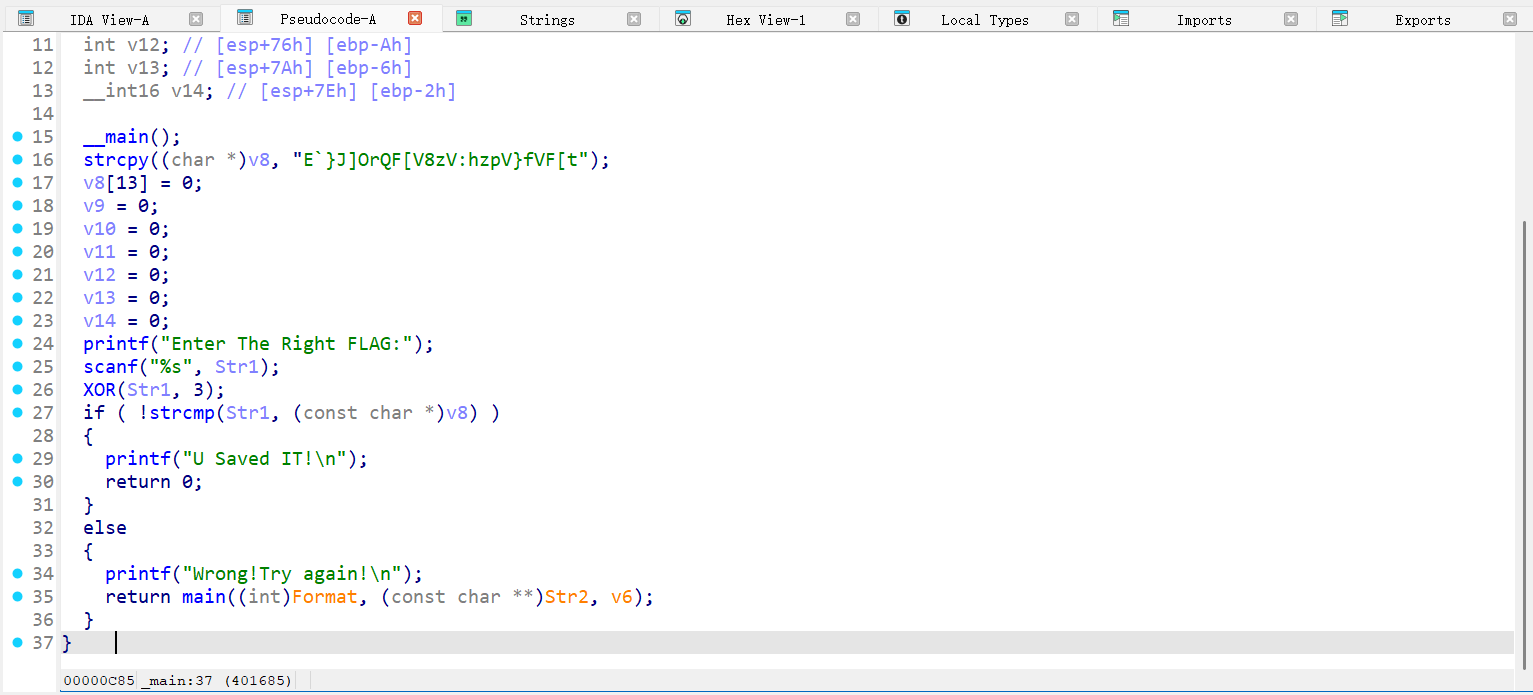 IDA View-A Pseudocode-A Strings Hex View-1 Local Types Imports Exports
11 int v12; // [esp+76h] [ebp-Ah]
12 int v13; // [esp+7Ah] [ebp-6h]
13 __int16 v14; // [esp+7Eh] [ebp-2h]
14
15 __main();
16 strcpy((char *)v8, "E`}J]OrQF[V8zV:hzpV}fVF[t");
17 v8[13] = 0;
18 v9 = 0;
19 v10 = 0;
20 v11 = 0;
21 v12 = 0;
22 v13 = 0;
23 v14 = 0;
24 printf("Enter The Right FLAG:");
25 scanf("%s", Str1);
26 XOR(Str1, 3);
27 if ( !strcmp(Str1, (const char *)v8) )
28 {
29 printf("U Saved IT!\n");
30 return 0;
31 }
32 else
33 {
34 printf("Wrong!Try again!\n");
35 return main((int)Format, (const char **)Str2, v6);
36 }
37 }
00000C85 _main:37 (401685)